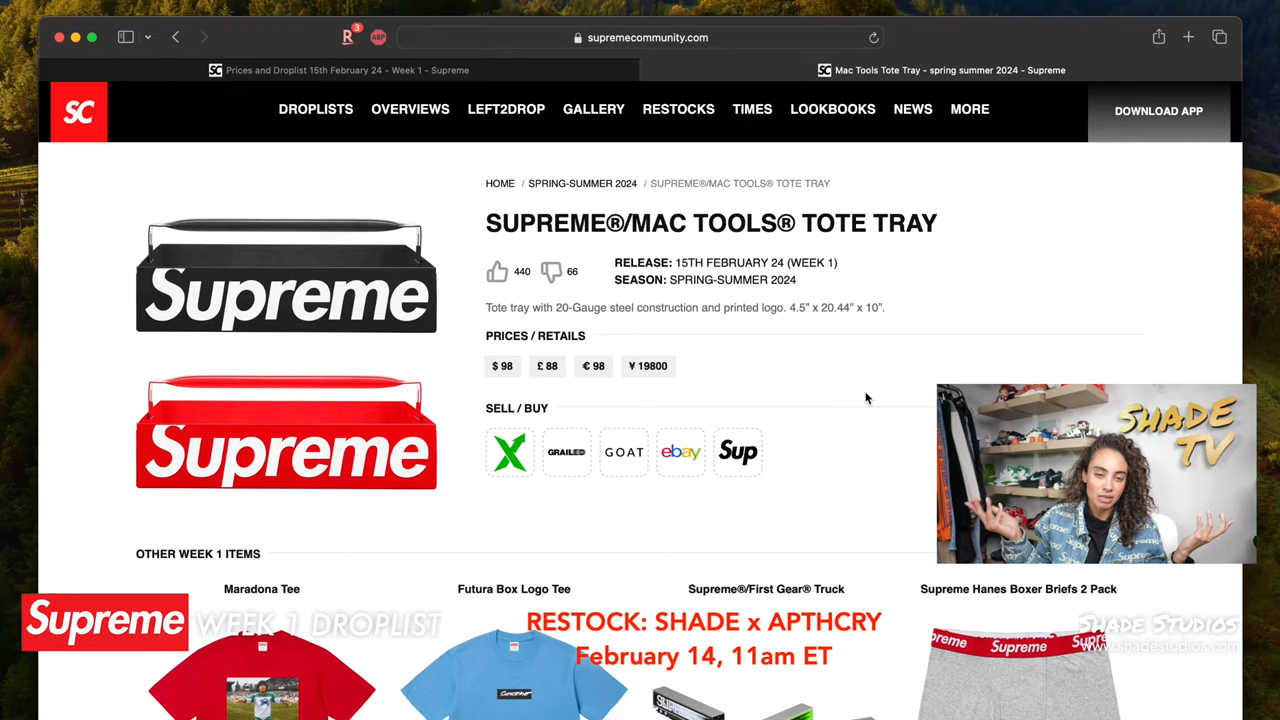 R 3
ABP
supremecommunity.com
SC Prices and Droplist 15th February 24 - Week 1 - Supreme
SC Mac Tools Tote Tray - spring summer 2024 - Supreme
SC
DROPLISTS OVERVIEWS LEFT2DROP GALLERY RESTOCKS TIMES LOOKBOOKS NEWS MORE
DOWNLOAD APP
HOME / SPRING-SUMMER 2024 / SUPREME®/MAC TOOLS® TOTE TRAY
SUPREME®/MAC TOOLS® TOTE TRAY
440 66
RELEASE: 15TH FEBRUARY 24 (WEEK 1)
SEASON: SPRING-SUMMER 2024
Tote tray with 20-Gauge steel construction and printed logo. 4.5" x 20.44" x 10".
PRICES / RETAILS
$ 98 £ 88 € 98 ¥ 19800
SELL / BUY
X GRAILED GOAT ebay Sup
Supreme
Supreme
SHADE
TV
OTHER WEEK 1 ITEMS
Maradona Tee Futura Box Logo Tee Supreme®/First Gear® Truck Supreme Hanes Boxer Briefs 2 Pack
Supreme WEEK 1 DROPLIST
RESTOCK: SHADE x APTHCRY
February 14, 11am ET
Shade Studios
www.shadestudios.com
Supreme
Supreme